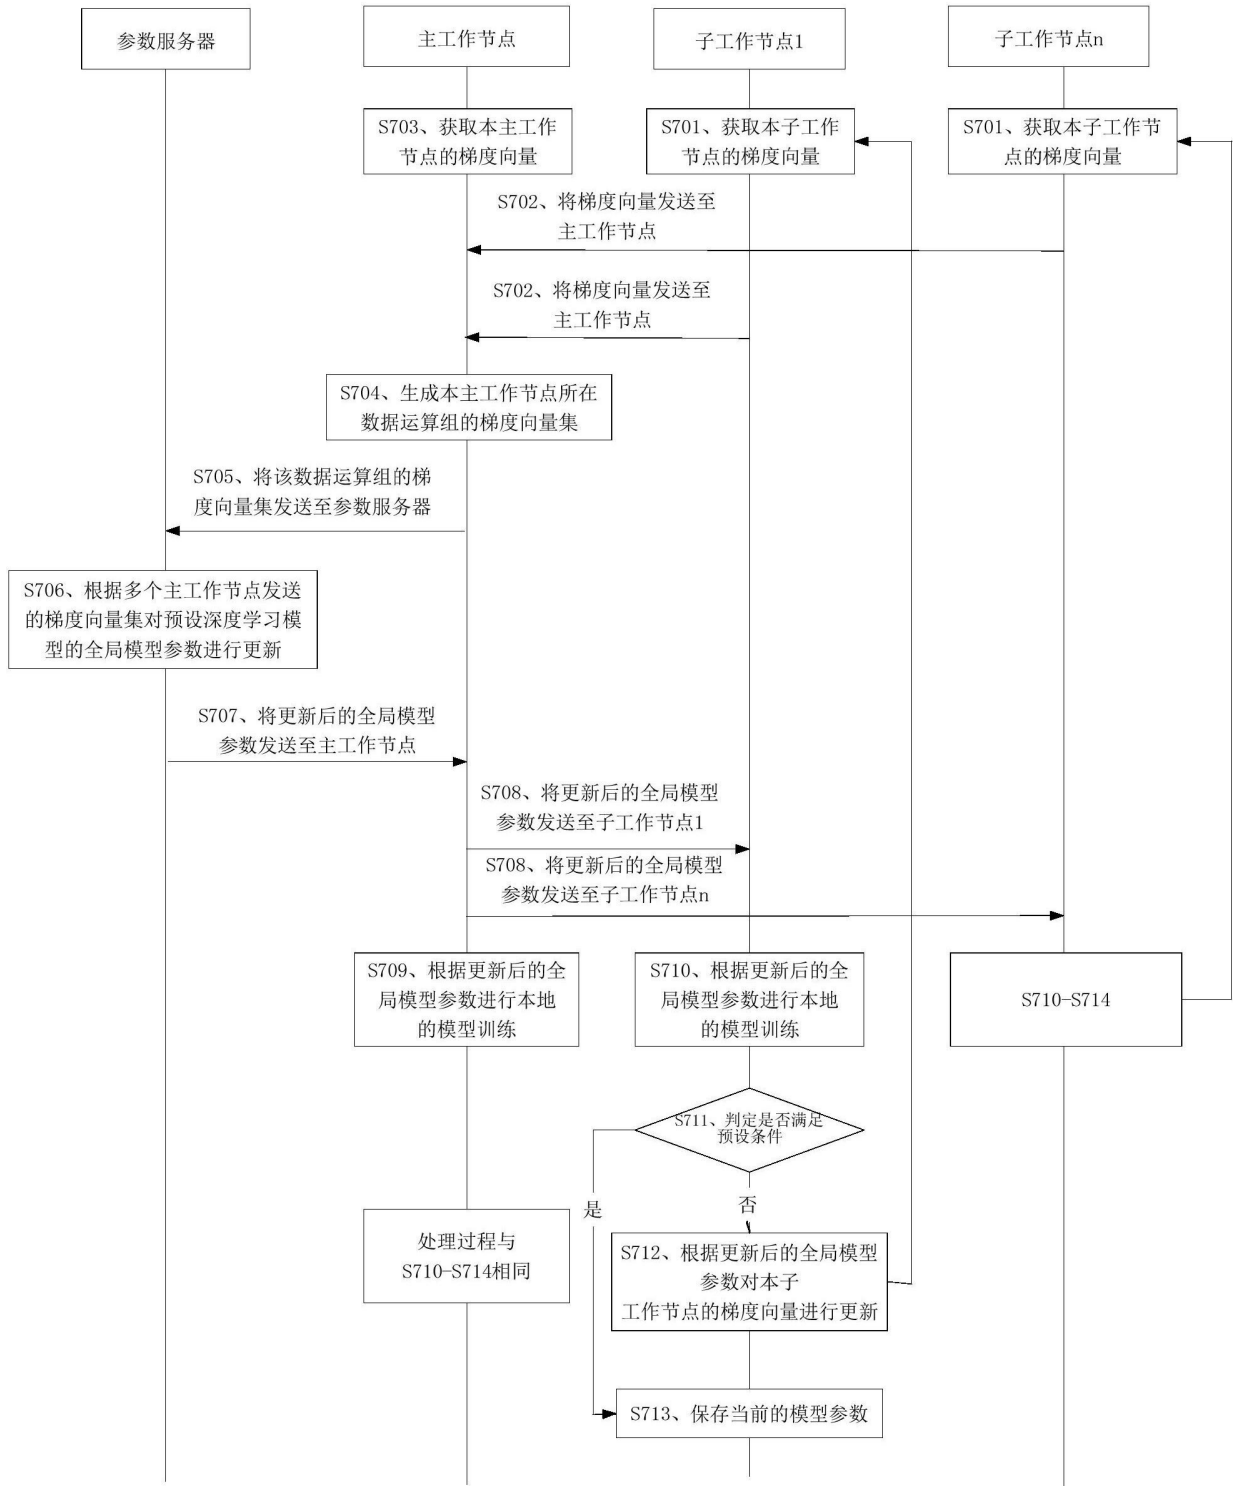 参数服务器
主工作节点
子工作节点1
子工作节点n
S703、获取本主工作
节点的梯度向量
S701、获取本子工作
节点的梯度向量
S701、获取本子工作节
点的梯度向量
S702、将梯度向量发送至
主工作节点
S702、将梯度向量发送至
主工作节点
S704、生成本主工作节点所在
数据运算组的梯度向量集
S705、将该数据运算组的梯
度向量集发送至参数服务器
S706、根据多个主工作节点发送
的梯度向量集对预设深度学习模
型的全局模型参数进行更新
S707、将更新后的全局模型
参数发送至主工作节点
S708、将更新后的全局模型
参数发送至子工作节点1
S708、将更新后的全局模型
参数发送至子工作节点n
S709、根据更新后的全
局模型参数进行本地
的模型训练
S710、根据更新后的全
局模型参数进行本地
的模型训练
S710-S714
S711、判定是否满足
预设条件
是
否
处理过程与
S710-S714相同
S712、根据更新后的全局模型
参数对本子
工作节点的梯度向量进行更新
S713、保存当前的模型参数